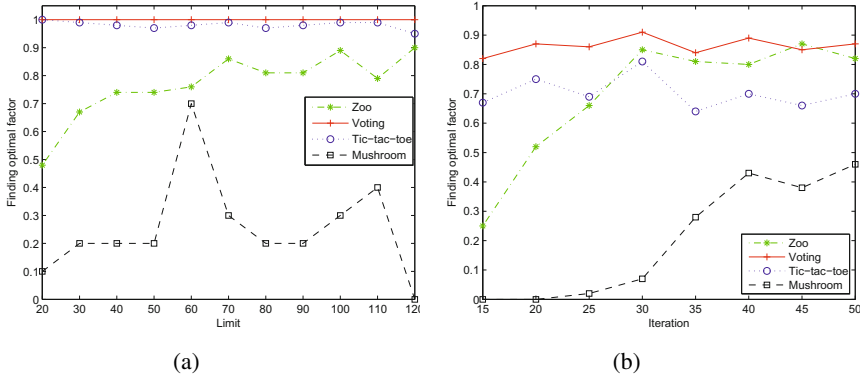 Finding optimal factor
1
0.9
0.8
0.7
0.6
0.5
0.4
0.3
0.2
0.1
0
20 30 40 50 60 70 80 90 100 110 120
Limit
Zoo
Voting
Tic-tac-toe
Mushroom
(a)
Finding optimal factor
1
0.9
0.8
0.7
0.6
0.5
0.4
0.3
0.2
0.1
0
15 20 25 30 35 40 45 50
Iteration
Zoo
Voting
Tic-tac-toe
Mushroom
(b)